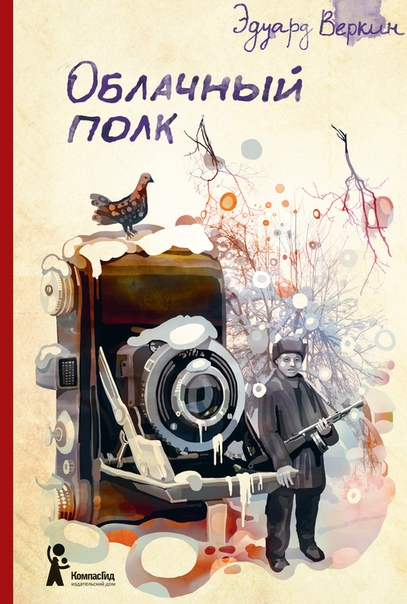 Эдуард Веркин
Облачный
полк
КомпасГид
издательский дом